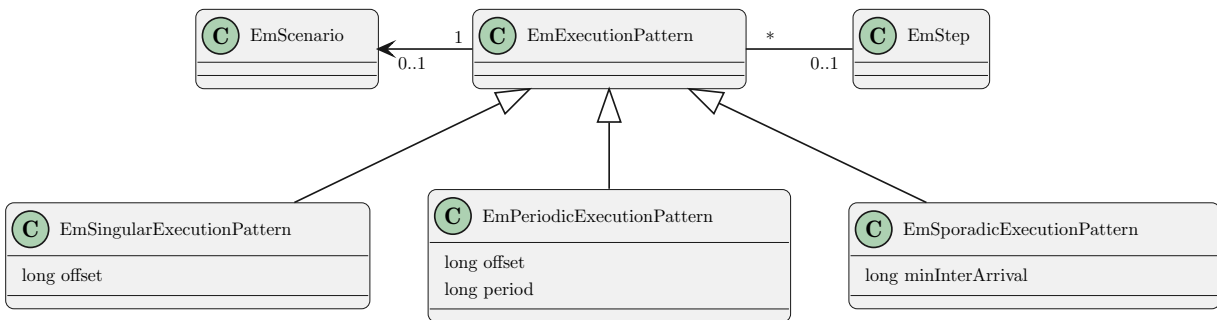 C EmScenario
1
0..1
C EmExecutionPattern
*
0..1
C EmStep
C EmSingularExecutionPattern
long offset
C EmPeriodicExecutionPattern
long offset
long period
C EmSporadicExecutionPattern
long minInterArrival